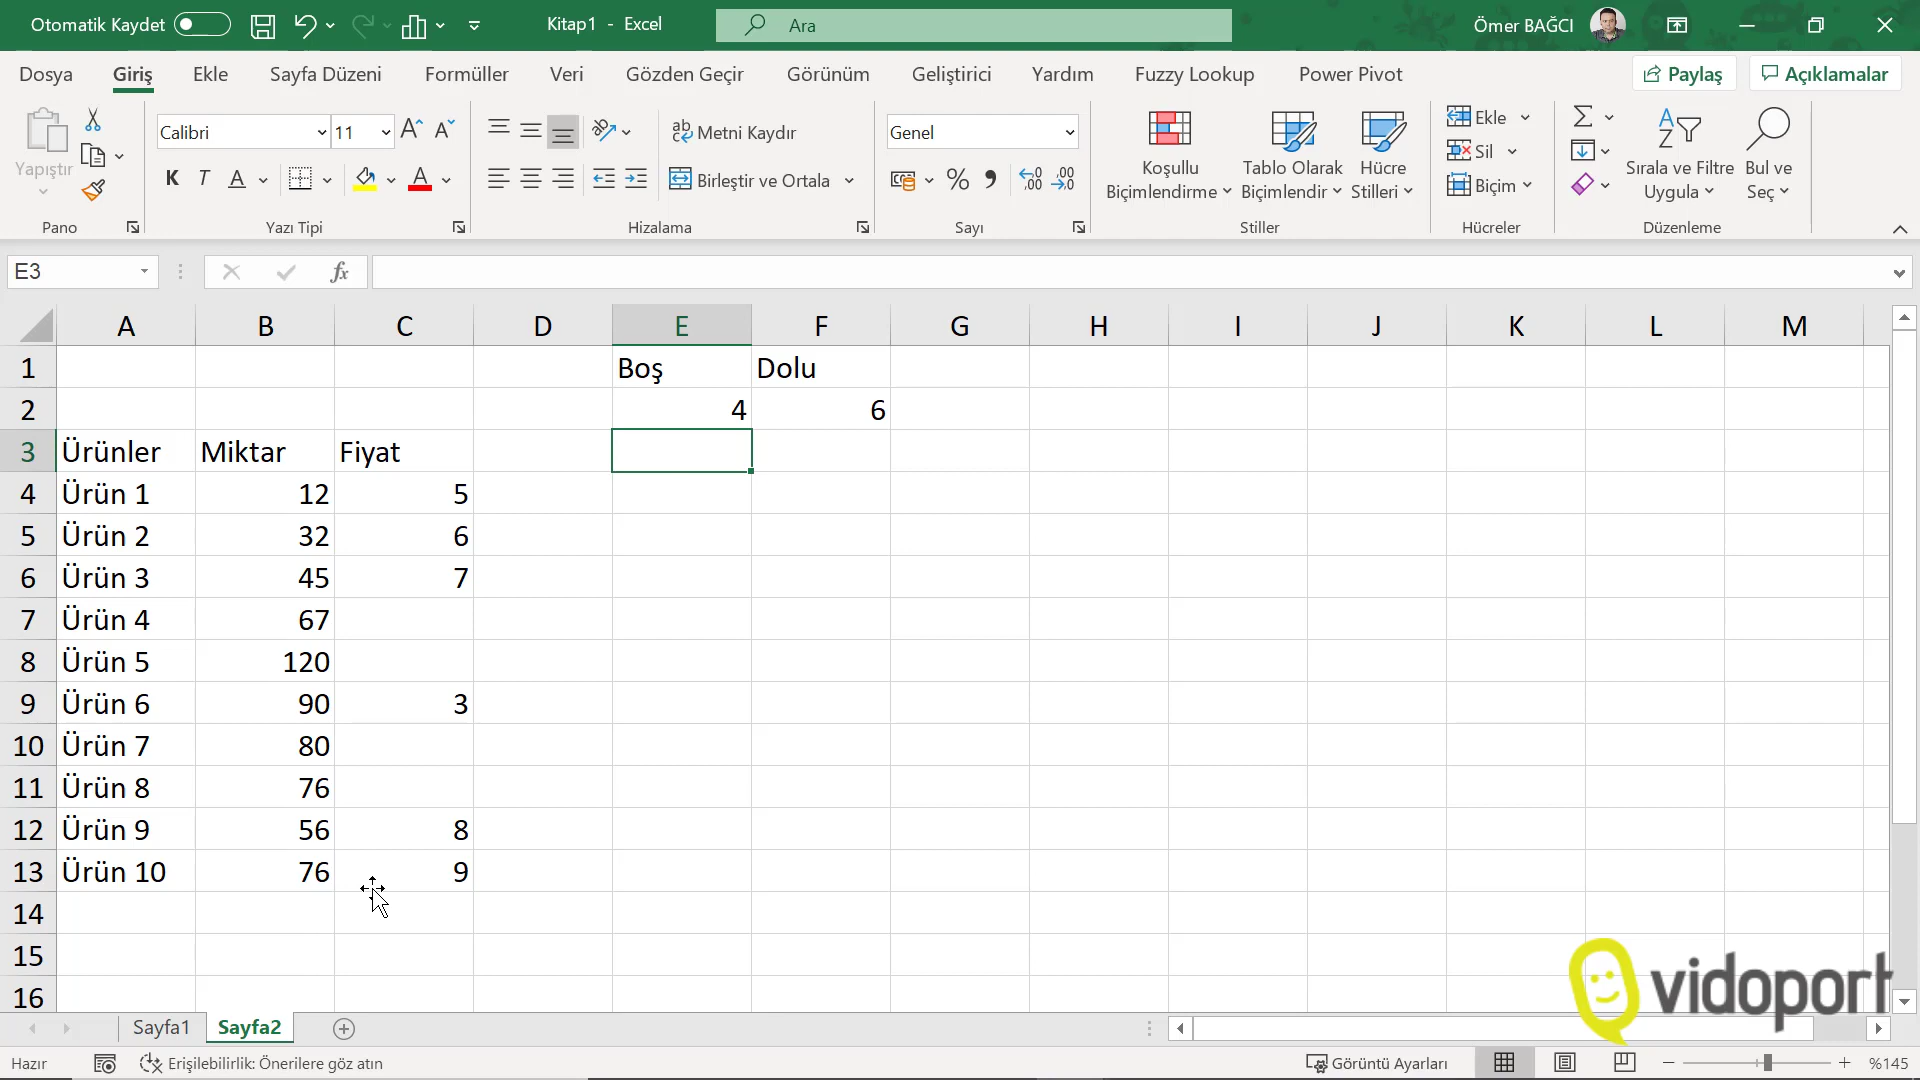 Otomatik Kaydet Kitap1 - Excel Ara Ömer BAĞCI
Dosya Giriş Ekle Sayfa Düzeni Formüller Veri Gözden Geçir Görünüm Geliştirici Yardım Fuzzy Lookup Power Pivot Paylaş Açıklamalar
Yapıştır
Calibri 11
K T A A
Metni Kaydır
Birleştir ve Ortala
Genel
% ,00 ,0
Koşullu
Biçimlendirme
Tablo Olarak
Biçimlendir
Hücre
Stilleri
Ekle
Sil
Biçim
Sırala ve Filtre
Uygula
Bul ve
Seç
Pano Yazı Tipi Hizalama Sayı Stiller Hücreler Düzenleme
E3 fx
A B C D E F G H I J K L M
1 Boş Dolu
2 4 6
3 Ürünler Miktar Fiyat
4 Ürün 1 12 5
5 Ürün 2 32 6
6 Ürün 3 45 7
7 Ürün 4 67
8 Ürün 5 120
9 Ürün 6 90 3
10 Ürün 7 80
11 Ürün 8 76
12 Ürün 9 56 8
13 Ürün 10 76 9
14
15
16
vidoport
Sayfa1 Sayfa2
Hazır Erişilebilirlik: Önerilere göz atın Görüntü Ayarları %145